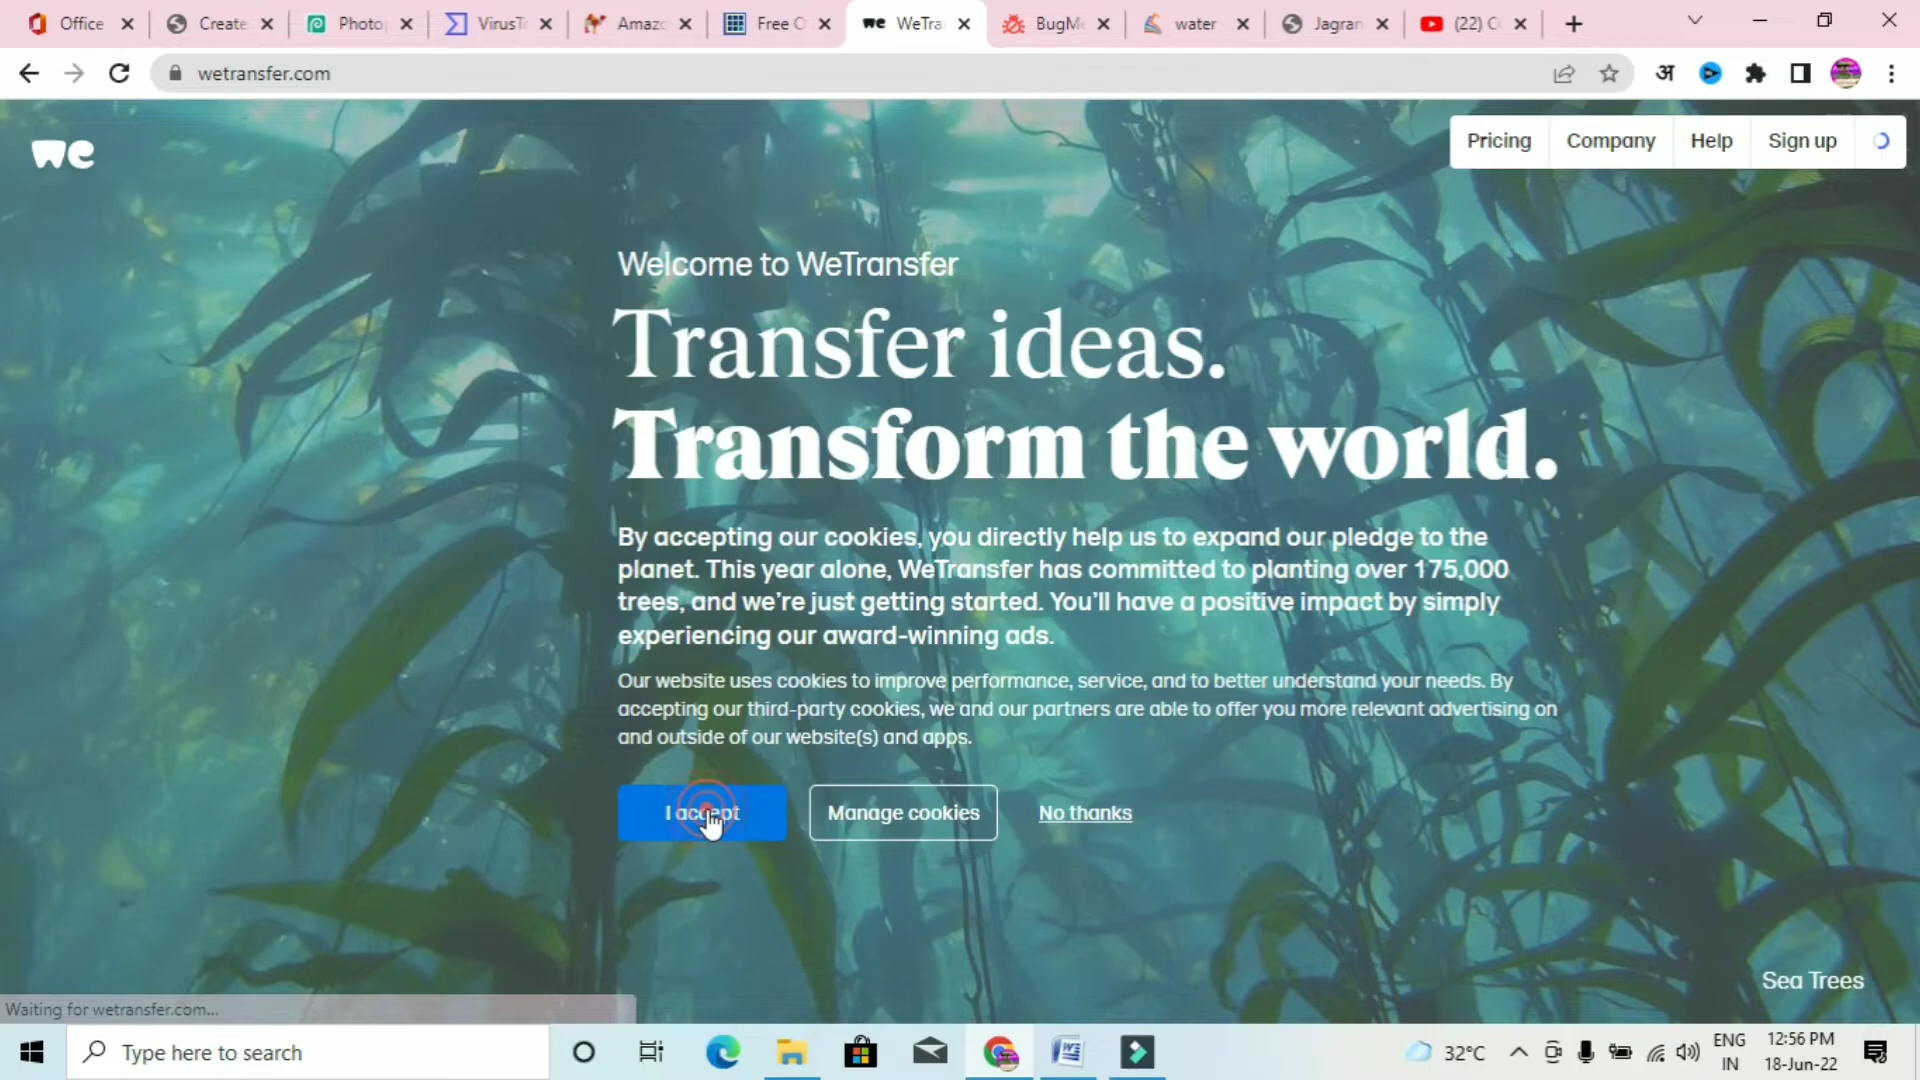 Office
Create
Photo
VirusT
Amaz
Free
WeTra
BugM
water
Jagran
(22)
wetransfer.com
अ
we
Pricing
Company
Help
Sign up
Welcome to WeTransfer
Transfer ideas.
Transform the world.
By accepting our cookies, you directly help us to expand our pledge to the
planet. This year alone, WeTransfer has committed to planting over 175,000
trees, and we're just getting started. You'll have a positive impact by simply
experiencing our award-winning ads.
Our website uses cookies to improve performance, service, and to better understand your needs. By
accepting our third-party cookies, we and our partners are able to offer you more relevant advertising on
and outside of our website(s) and apps.
I accept
Manage cookies
No thanks
Sea Trees
Waiting for wetransfer.com...
Type here to search
32°C
ENG
IN
12:56 PM
18-Jun-22